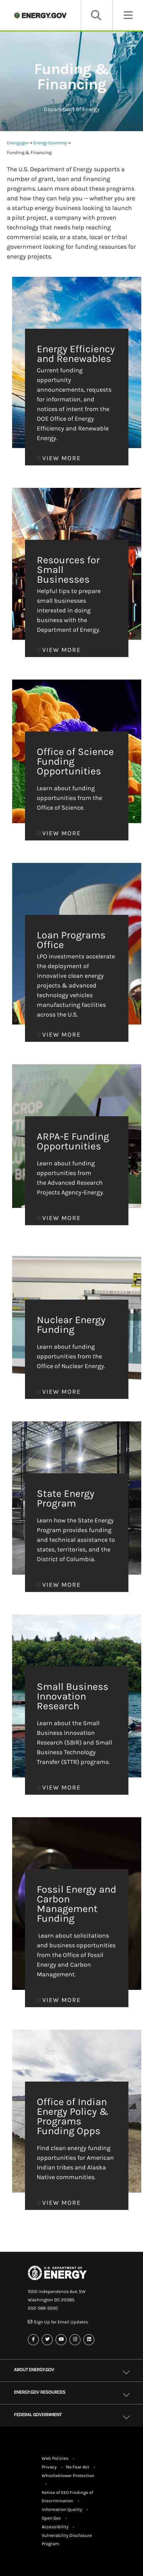 ENERGY.GOV
Funding &
Financing
Department of Energy
Energy.gov » Energy Economy »
Funding & Financing
The U.S. Department of Energy supports a
number of grant, loan and financing
programs. Learn more about these programs
and how they can help you — whether you are
a startup energy business looking to launch
a pilot project, a company with proven
technology that needs help reaching
commercial scale, or a state, local or tribal
government looking for funding resources for
energy projects.
Energy Efficiency
and Renewables
Current funding
opportunity
announcements, requests
for information, and
notices of intent from the
DOE Office of Energy
Efficiency and Renewable
Energy.
VIEW MORE
Resources for
Small
Businesses
Helpful tips to prepare
small businesses
interested in doing
business with the
Department of Energy.
VIEW MORE
Office of Science
Funding
Opportunities
Learn about funding
opportunities from the
Office of Science.
VIEW MORE
Loan Programs
Office
LPO investments accelerate
the deployment of
innovative clean energy
projects & advanced
technology vehicles
manufacturing facilities
across the U.S.
VIEW MORE
CROP
ARPA-E Funding
Opportunities
Learn about funding
opportunities from
the Advanced Research
Projects Agency-Energy.
VIEW MORE
Nuclear Energy
Funding
Learn about funding
opportunities from the
Office of Nuclear Energy.
VIEW MORE
State Energy
Program
Learn how the State Energy
Program provides funding
and technical assistance to
states, territories, and the
District of Columbia.
VIEW MORE
Small Business
Innovation
Research
Learn about the Small
Business Innovation
Research (SBIR) and Small
Business Technology
Transfer (STTR) programs.
VIEW MORE
Fossil Energy and
Carbon
Management
Funding
Learn about solicitations
and business opportunities
from the Office of Fossil
Energy and Carbon
Management.
VIEW MORE
Office of Indian
Energy Policy &
Programs
Funding Opps
Find clean energy funding
opportunities for American
Indian tribes and Alaska
Native communities.
VIEW MORE
U.S. DEPARTMENT OF
ENERGY
1000 Independence Ave. SW
Washington DC 20585
202-586-5000
Sign Up for Email Updates
ABOUT ENERGY.GOV
ENERGY.GOV RESOURCES
FEDERAL GOVERNMENT
Web Policies •
Privacy • No Fear Act •
Whistleblower Protection
•
Notice of EEO Findings of
Discrimination •
Information Quality •
Open Gov •
Accessibility •
Vulnerability Disclosure
Program